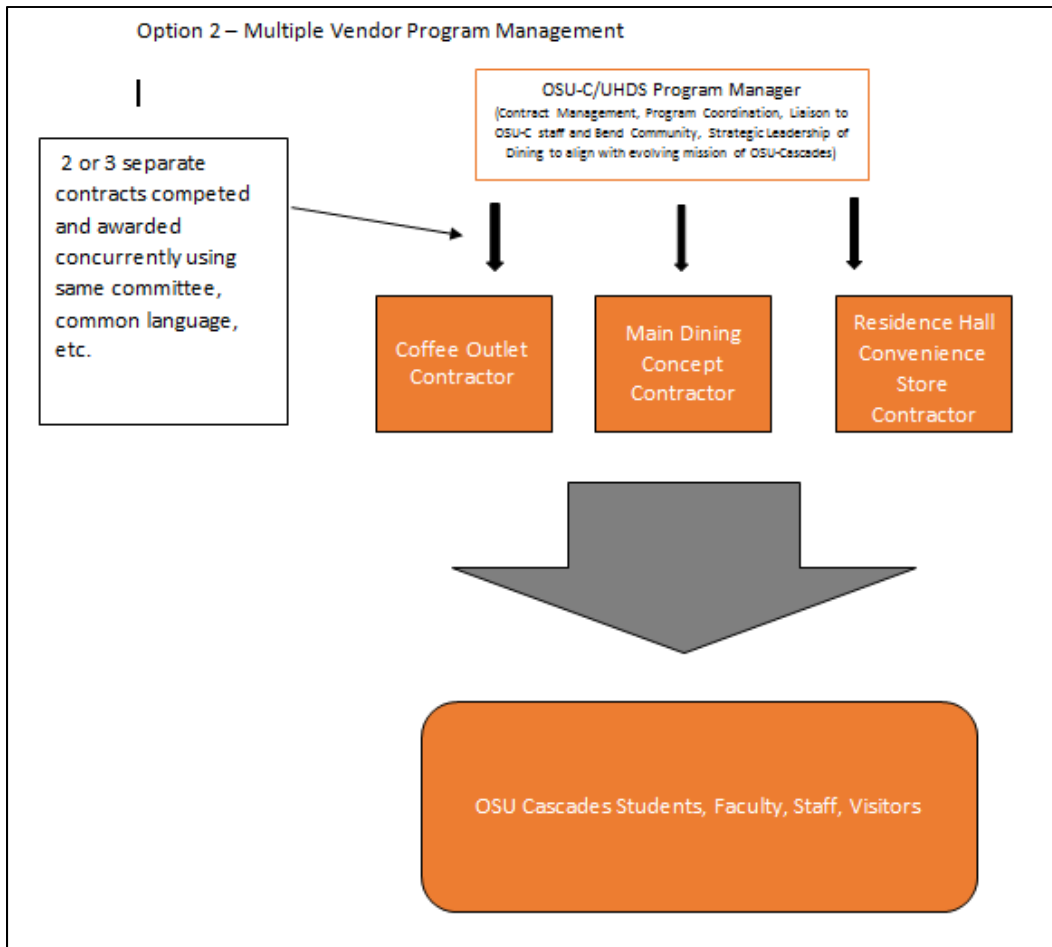 Option 2 – Multiple Vendor Program Management
OSU-C/UHDS Program Manager
(Contract Management, Program Coordination, Liaison to
OSU-C staff and Bend Community, Strategic Leadership of
Dining to align with evolving mission of OSU-Cascades)
2 or 3 separate
contracts competed
and awarded
concurrently using
same committee,
common language,
etc.
Coffee Outlet
Contractor
Main Dining
Concept
Contractor
Residence Hall
Convenience
Store
Contractor
OSU Cascades Students, Faculty, Staff, Visitors